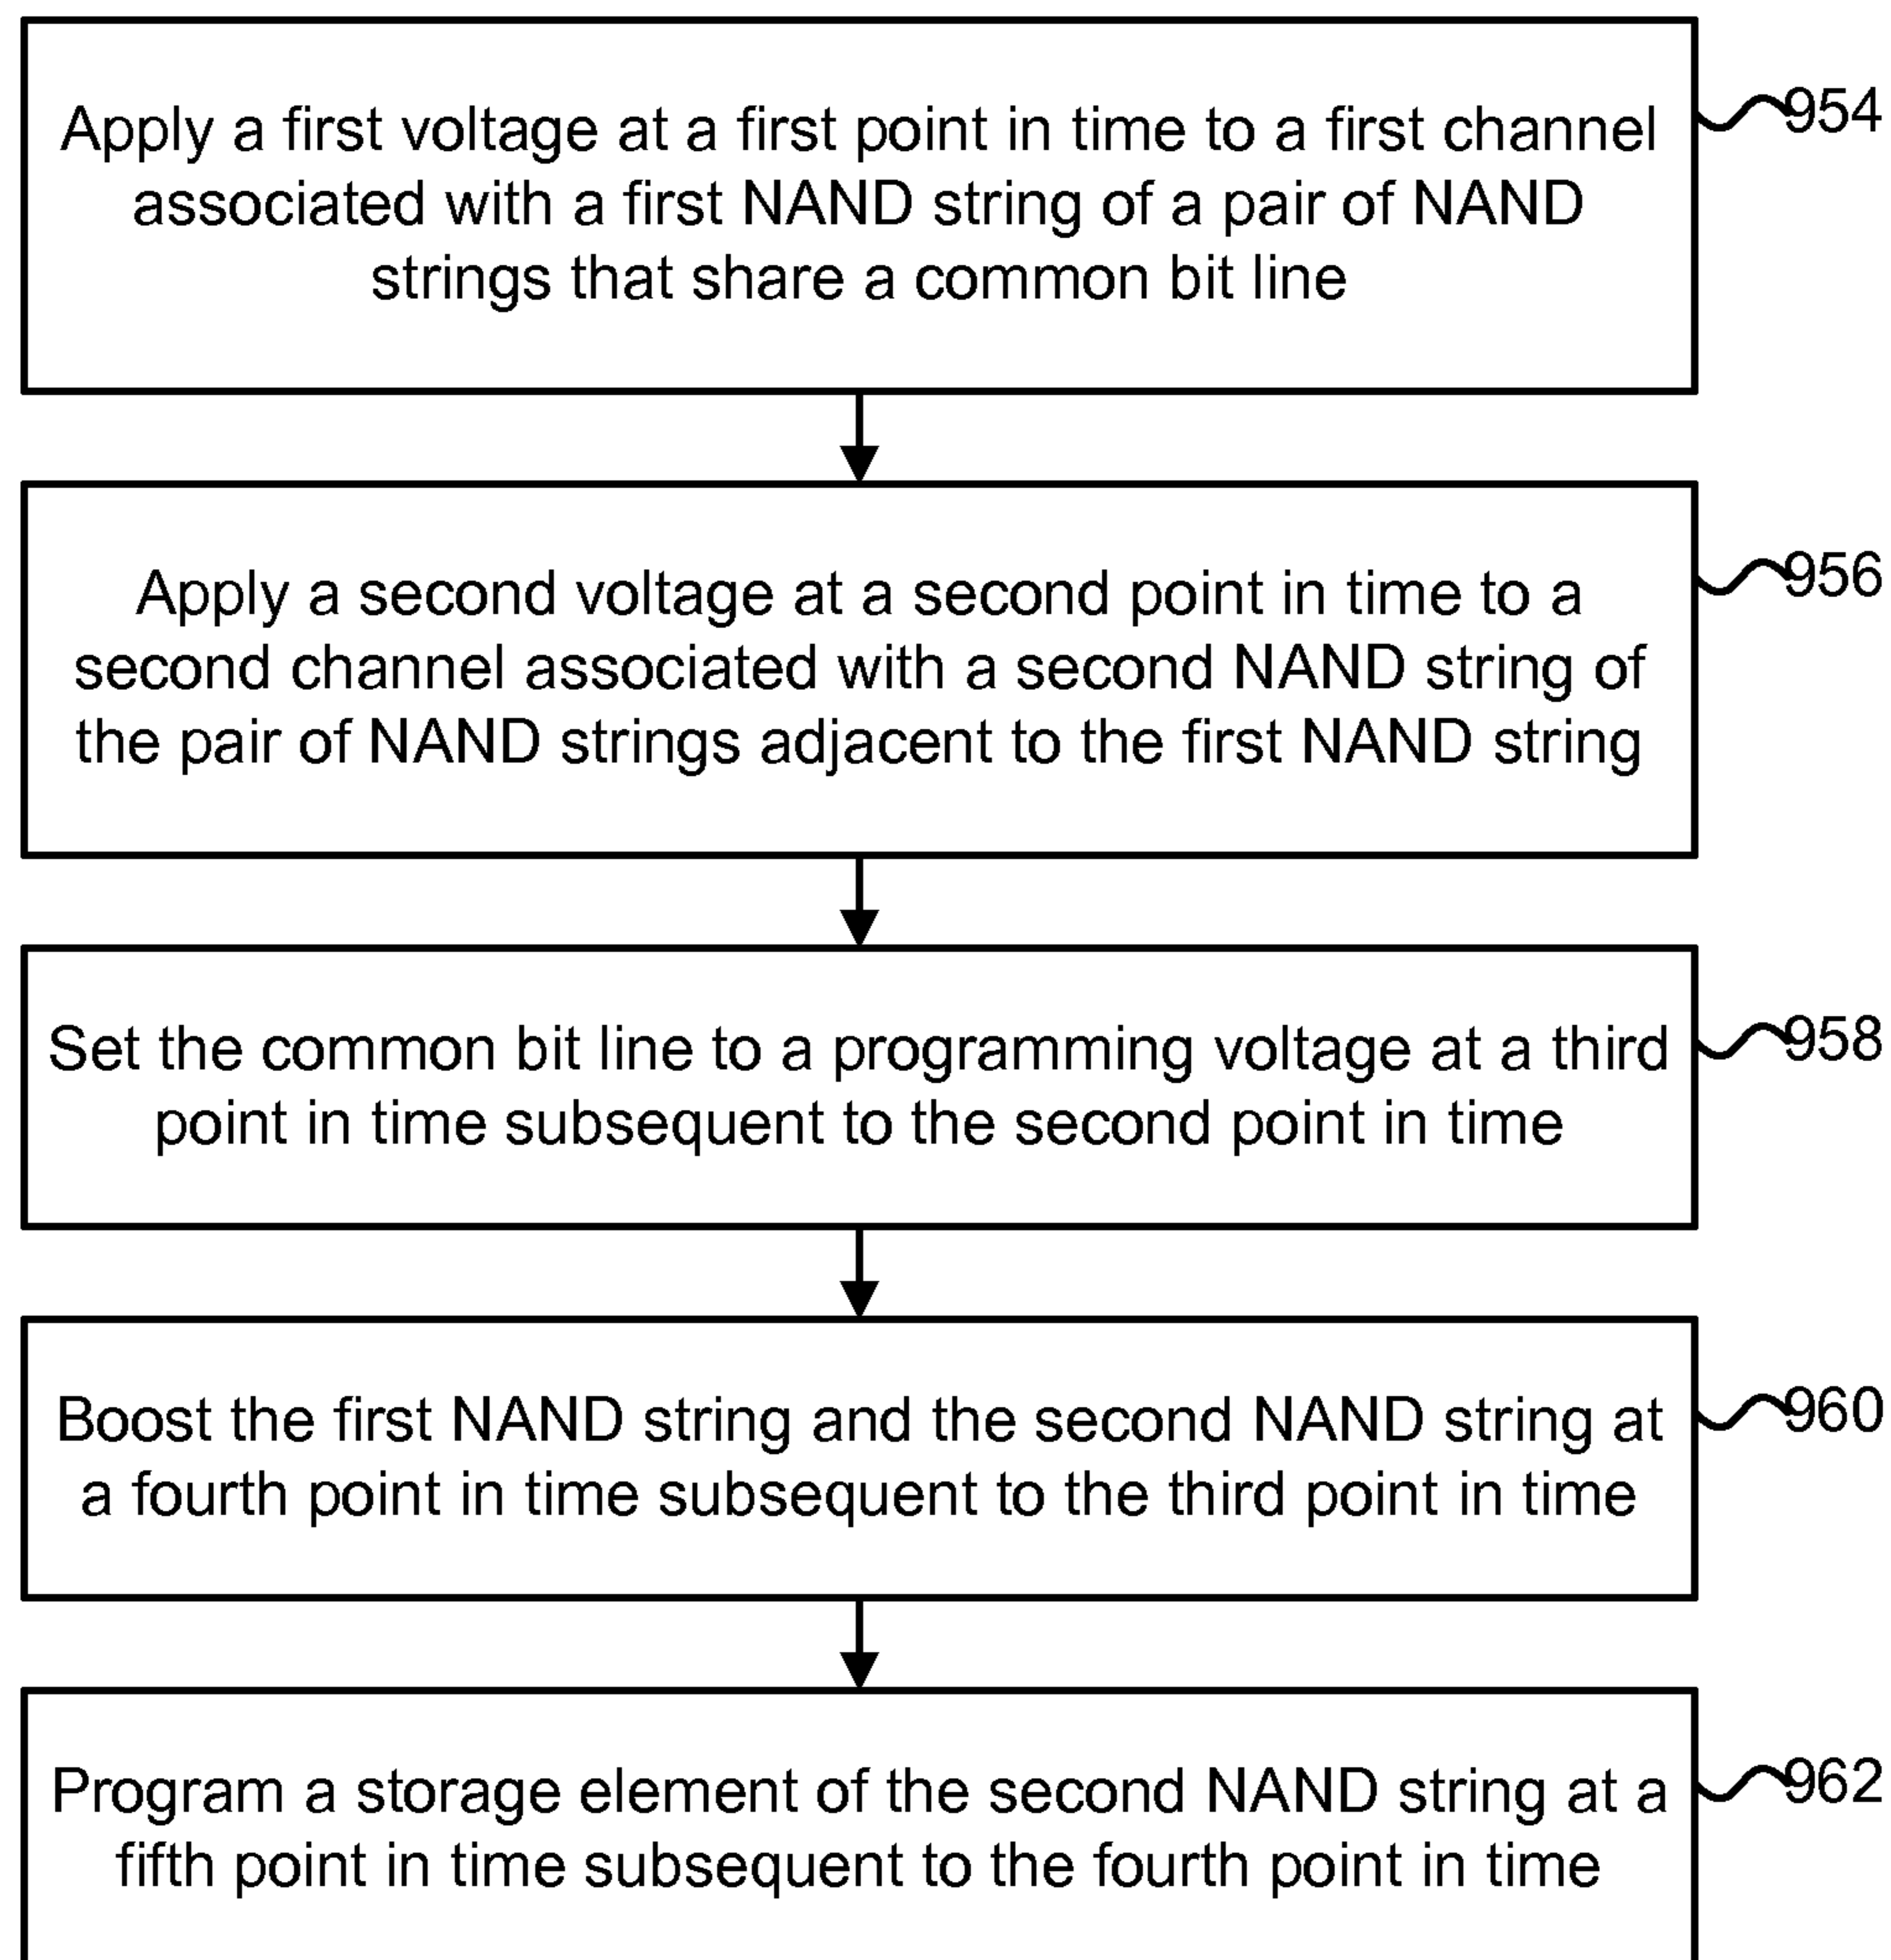 Apply a first voltage at a first point in time to a first channel
associated with a first NAND string of a pair of NAND
strings that share a common bit line
954
Apply a second voltage at a second point in time to a
second channel associated with a second NAND string of
the pair of NAND strings adjacent to the first NAND string
956
Set the common bit line to a programming voltage at a third
point in time subsequent to the second point in time
958
Boost the first NAND string and the second NAND string at
a fourth point in time subsequent to the third point in time
960
Program a storage element of the second NAND string at a
fifth point in time subsequent to the fourth point in time
962